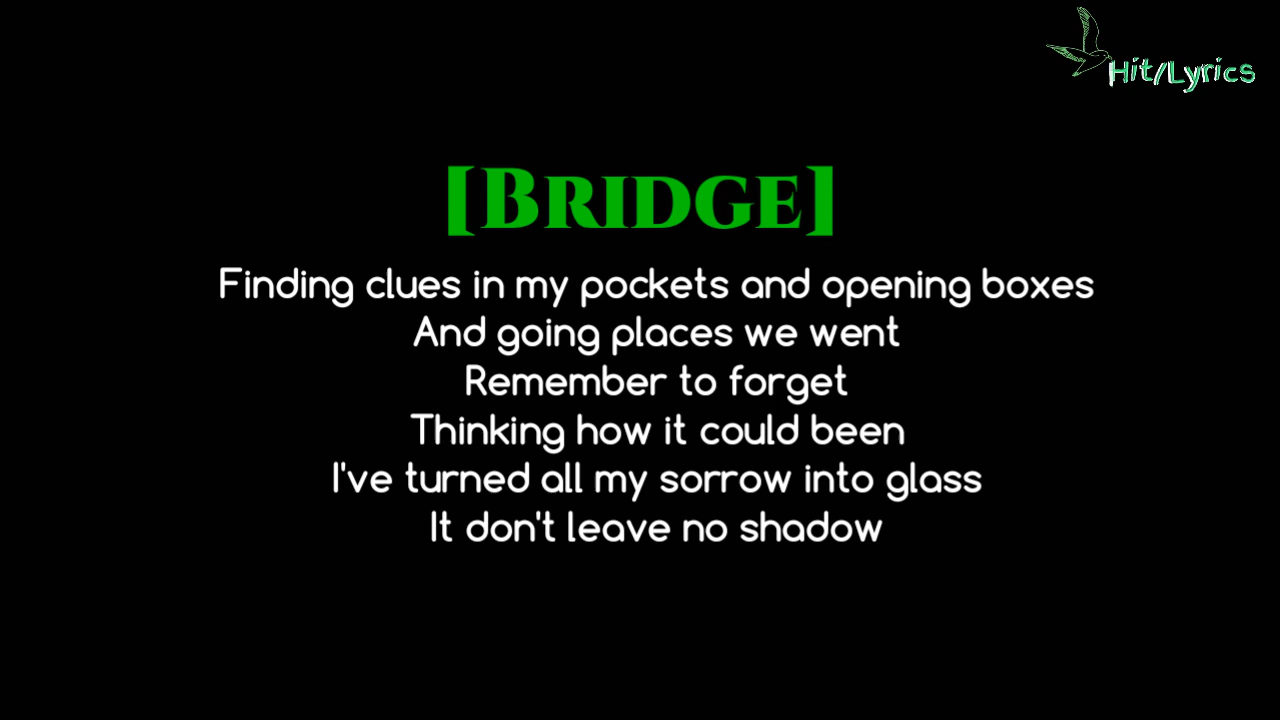 Hit/Lyrics
[BRIDGE]
Finding clues in my pockets and opening boxes
And going places we went
Remember to forget
Thinking how it could been
I've turned all my sorrow into glass
It don't leave no shadow